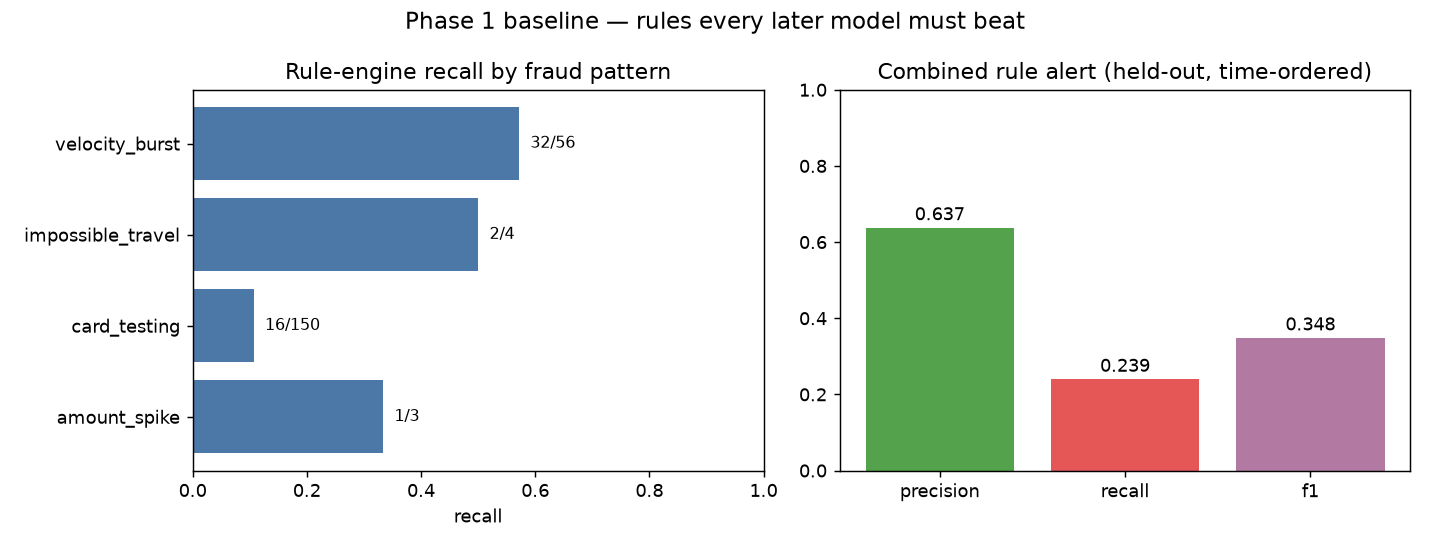 Phase 1 baseline — rules every later model must beat
Rule-engine recall by fraud pattern
velocity_burst
32/56
impossible_travel
2/4
card_testing
16/150
amount_spike
1/3
0.0 0.2 0.4 0.6 0.8 1.0
recall
Combined rule alert (held-out, time-ordered)
1.0
0.8
0.6
0.4
0.2
0.0
0.637
0.239
0.348
precision recall f1